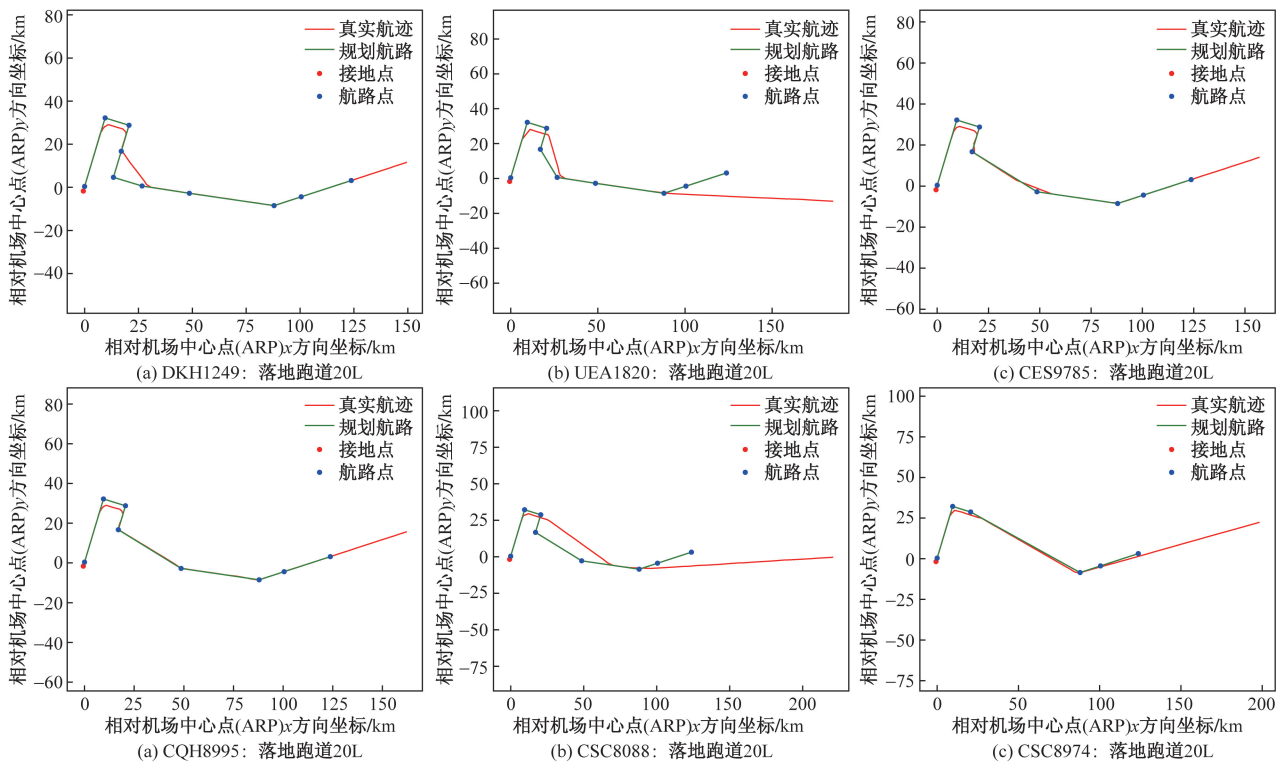 相对机场中心点(ARP)y方向坐标/km
80
60
40
20
0
−20
−40
真实航迹
规划航路
接地点
航路点
0 25 50 75 100 125 150
相对机场中心点(ARP)x方向坐标/km
(a) DKH1249：落地跑道20L
相对机场中心点(ARP)y方向坐标/km
80
60
40
20
0
−20
−40
−60
真实航迹
规划航路
接地点
航路点
0 50 100 150
相对机场中心点(ARP)x方向坐标/km
(b) UEA1820：落地跑道20L
相对机场中心点(ARP)y方向坐标/km
80
60
40
20
0
−20
−40
−60
真实航迹
规划航路
接地点
航路点
0 25 50 75 100 125 150
相对机场中心点(ARP)x方向坐标/km
(c) CES9785：落地跑道20L
相对机场中心点(ARP)y方向坐标/km
80
60
40
20
0
−20
−40
−60
真实航迹
规划航路
接地点
航路点
0 25 50 75 100 125 150
相对机场中心点(ARP)x方向坐标/km
(a) CQH8995：落地跑道20L
相对机场中心点(ARP)y方向坐标/km
100
75
50
25
0
−25
−50
−75
真实航迹
规划航路
接地点
航路点
0 50 100 150 200
相对机场中心点(ARP)x方向坐标/km
(b) CSC8088：落地跑道20L
相对机场中心点(ARP)y方向坐标/km
100
75
50
25
0
−25
−50
−75
真实航迹
规划航路
接地点
航路点
0 50 100 150 200
相对机场中心点(ARP)x方向坐标/km
(c) CSC8974：落地跑道20L